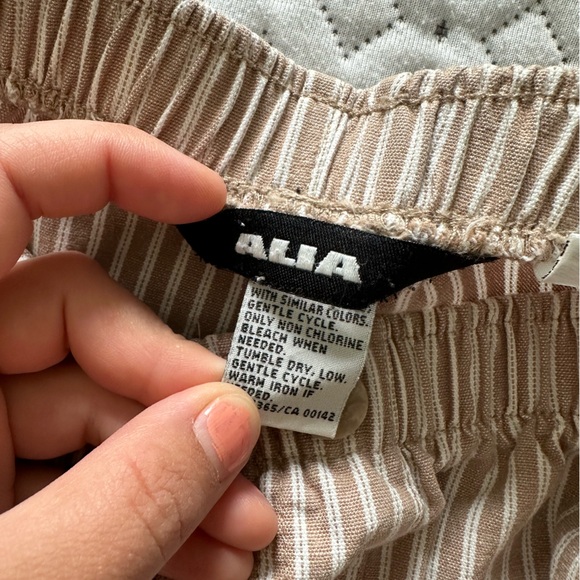 ALIA
WITH SIMILAR COLORS.
GENTLE CYCLE.
ONLY NON CHLORINE
BLEACH WHEN
NEEDED.
TUMBLE DRY, LOW.
GENTLE CYCLE.
WARM IRON IF
365/CA 00142